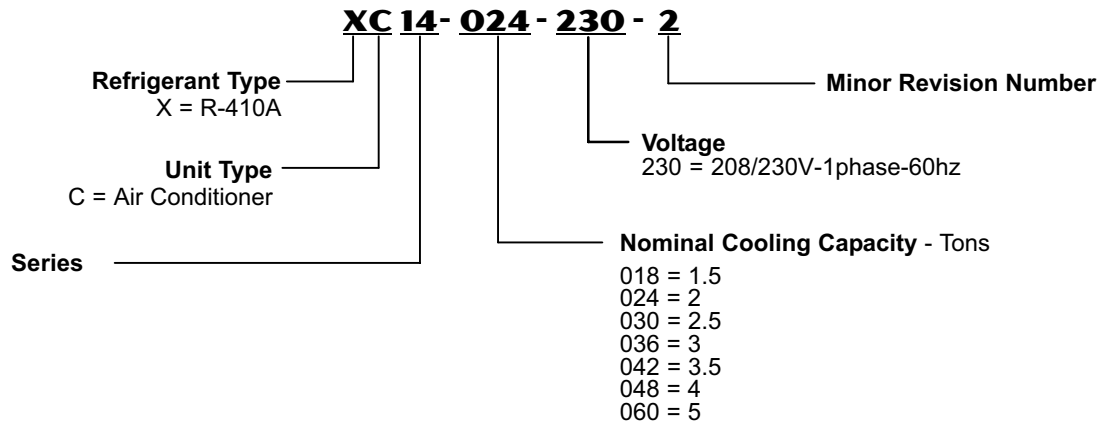 XC 14 - 024 - 230 - 2
Refrigerant Type
X = R-410A
Unit Type
C = Air Conditioner
Series
Minor Revision Number
Voltage
230 = 208/230V-1phase-60hz
Nominal Cooling Capacity - Tons
018 = 1.5
024 = 2
030 = 2.5
036 = 3
042 = 3.5
048 = 4
060 = 5